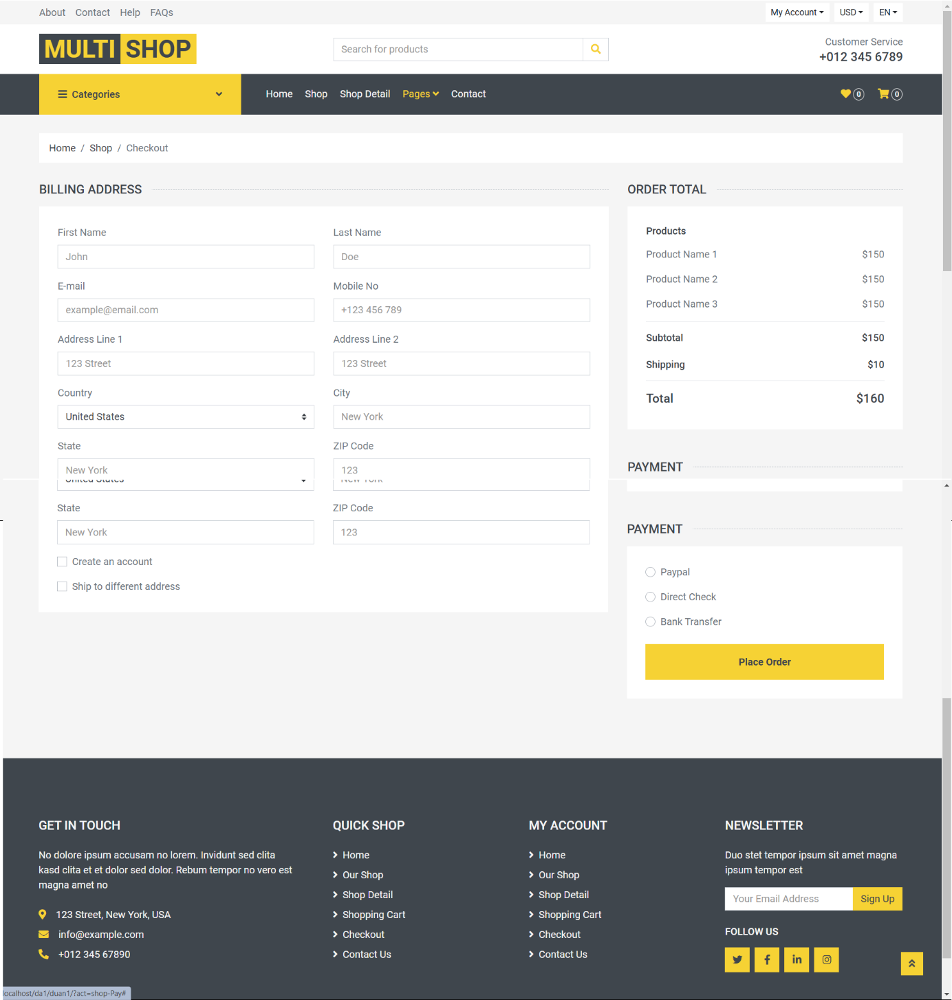 About Contact Help FAQs My Account USD EN
MULTI SHOP
Search for products
Customer Service
+012 345 6789
Categories
Home Shop Shop Detail Pages Contact 0 0
Home / Shop / Checkout
BILLING ADDRESS
First Name Last Name
John Doe
E-mail Mobile No
example@email.com +123 456 789
Address Line 1 Address Line 2
123 Street 123 Street
Country City
United States New York
State ZIP Code
New York 123
United States New York
State ZIP Code
New York 123
Create an account
Ship to different address
ORDER TOTAL
Products
Product Name 1 $150
Product Name 2 $150
Product Name 3 $150
Subtotal $150
Shipping $10
Total $160
PAYMENT
PAYMENT
Paypal
Direct Check
Bank Transfer
Place Order
GET IN TOUCH
No dolore ipsum accusam no lorem. Invidunt sed clita
kasd clita et et dolor sed dolor. Rebum tempor no vero est
magna amet no
123 Street, New York, USA
info@example.com
+012 345 67890
QUICK SHOP
Home
Our Shop
Shop Detail
Shopping Cart
Checkout
Contact Us
MY ACCOUNT
Home
Our Shop
Shop Detail
Shopping Cart
Checkout
Contact Us
NEWSLETTER
Duo stet tempor ipsum sit amet magna
ipsum tempor est
Your Email Address Sign Up
FOLLOW US
localhost/da1/duan1/?act=shop-Pay#